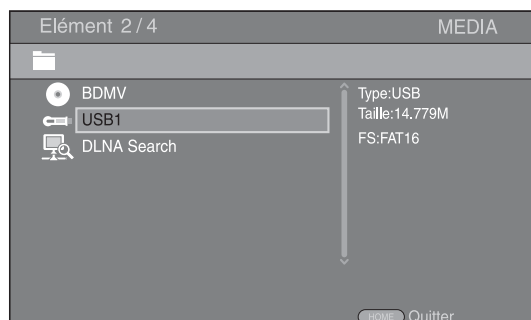 Elément 2/4
MEDIA
BDMV
USB1
DLNA Search
Type:USB
Taille:14.779M
FS:FAT16
HOME Quitter